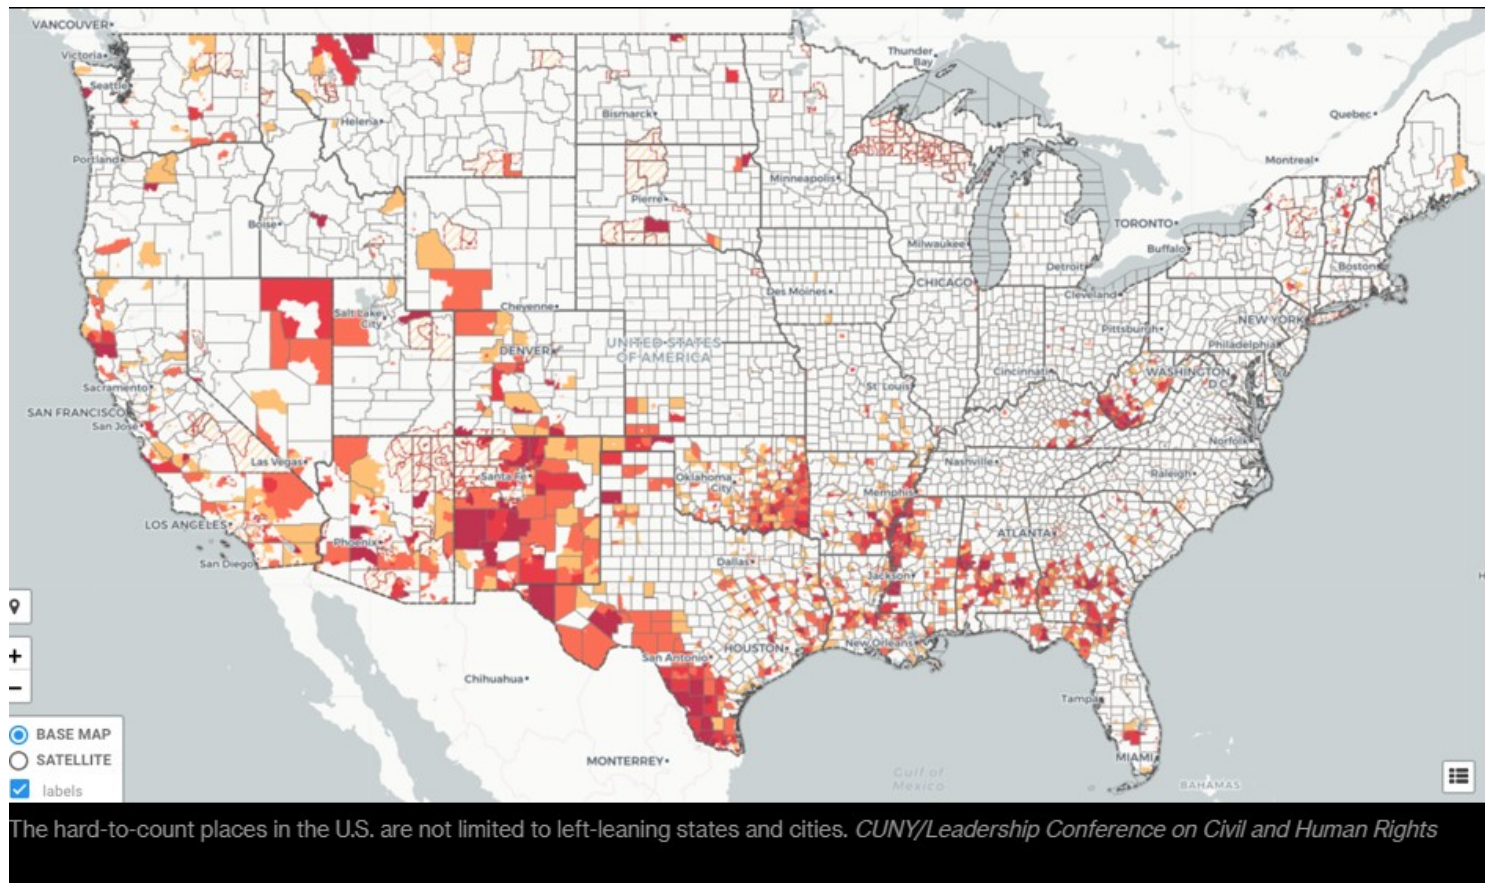 VANCOUVER
Victoria
Seattle
Thunder
Bay
Quebec
Helena
Bismarck
Portland
Montreal
Minneapolis
Pierre
Boise
TORONTO
Buffalo
Milwaukee
Boston
Detroit
CHICAGO
Des Moines
Cleveland
Cheyenne
Salt Lake
City
NEW YORK
Pittsburgh
UNITED STATES
OF AMERICA
DENVER
Philadelphia
Cincinnati
WASHINGTON
D.C.
Sacramento
St. Louis
SAN FRANCISCO
San Jose
Norfolk
Las Vegas
Nashville
Raleigh
Santa Fe
Oklahoma
City
Memphis
LOS ANGELES
ATLANTA
Phoenix
San Diego
Dallas
Jackson
New Orleans
HOUSTON
San Antonio
Chihuahua
Tampa
MONTERREY
MIAMI
Gulf of
Mexico
BAHAMAS
+
−
BASE MAP
SATELLITE
labels
The hard-to-count places in the U.S. are not limited to left-leaning states and cities. CUNY/Leadership Conference on Civil and Human Rights